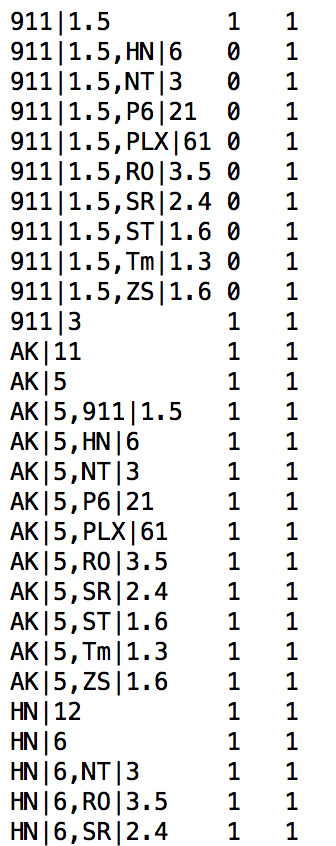 911|1.5 1 1
911|1.5,HN|6 0 1
911|1.5,NT|3 0 1
911|1.5,P6|21 0 1
911|1.5,PLX|61 0 1
911|1.5,RO|3.5 0 1
911|1.5,SR|2.4 0 1
911|1.5,ST|1.6 0 1
911|1.5,Tm|1.3 0 1
911|1.5,ZS|1.6 0 1
911|3 1 1
AK|11 1 1
AK|5 1 1
AK|5,911|1.5 1 1
AK|5,HN|6 1 1
AK|5,NT|3 1 1
AK|5,P6|21 1 1
AK|5,PLX|61 1 1
AK|5,RO|3.5 1 1
AK|5,SR|2.4 1 1
AK|5,ST|1.6 1 1
AK|5,Tm|1.3 1 1
AK|5,ZS|1.6 1 1
HN|12 1 1
HN|6 1 1
HN|6,NT|3 1 1
HN|6,RO|3.5 1 1
HN|6,SR|2.4 1 1